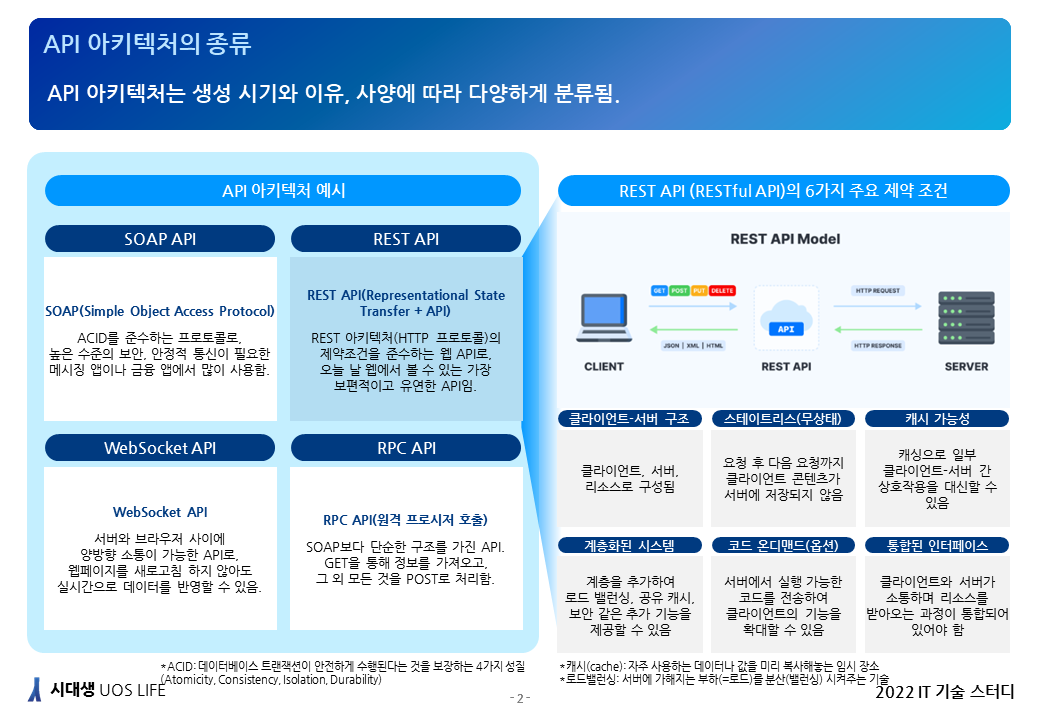 API 아키텍처의 종류
API 아키텍처는 생성 시기와 이유, 사양에 따라 다양하게 분류됨.
API 아키텍처 예시
SOAP API
SOAP(Simple Object Access Protocol)
ACID를 준수하는 프로토콜로,
높은 수준의 보안, 안정적 통신이 필요한
메시징 앱이나 금융 앱에서 많이 사용함.
REST API
REST API(Representational State
Transfer + API)
REST 아키텍처(HTTP 프로토콜)의
제약조건을 준수하는 웹 API로,
오늘 날 웹에서 볼 수 있는 가장
보편적이고 유연한 API임.
WebSocket API
WebSocket API
서버와 브라우저 사이에
양방향 소통이 가능한 API로,
웹페이지를 새로고침 하지 않아도
실시간으로 데이터를 반영할 수 있음.
RPC API
RPC API(원격 프로시저 호출)
SOAP보다 단순한 구조를 가진 API.
GET을 통해 정보를 가져오고,
그 외 모든 것을 POST로 처리함.
*ACID: 데이터베이스 트랜잭션이 안전하게 수행된다는 것을 보장하는 4가지 성질
(Atomicity, Consistency, Isolation, Durability)
REST API (RESTful API)의 6가지 주요 제약 조건
REST API Model
GET POST PUT DELETE
HTTP REQUEST
API
JSON | XML | HTML
HTTP RESPONSE
CLIENT
REST API
SERVER
클라이언트-서버 구조
클라이언트, 서버,
리소스로 구성됨
스테이트리스(무상태)
요청 후 다음 요청까지
클라이언트 콘텐츠가
서버에 저장되지 않음
캐시 가능성
캐싱으로 일부
클라이언트-서버 간
상호작용을 대신할 수
있음
계층화된 시스템
계층을 추가하여
로드 밸런싱, 공유 캐시,
보안 같은 추가 기능을
제공할 수 있음
코드 온디맨드(옵션)
서버에서 실행 가능한
코드를 전송하여
클라이언트의 기능을
확대할 수 있음
통합된 인터페이스
클라이언트와 서버가
소통하며 리소스를
받아오는 과정이 통합되어
있어야 함
*캐시(cache): 자주 사용하는 데이터나 값을 미리 복사해놓는 임시 장소
*로드밸런싱: 서버에 가해지는 부하(=로드)를 분산(밸런싱) 시켜주는 기술
시대생 UOS LIFE
- 2 -
2022 IT 기술 스터디